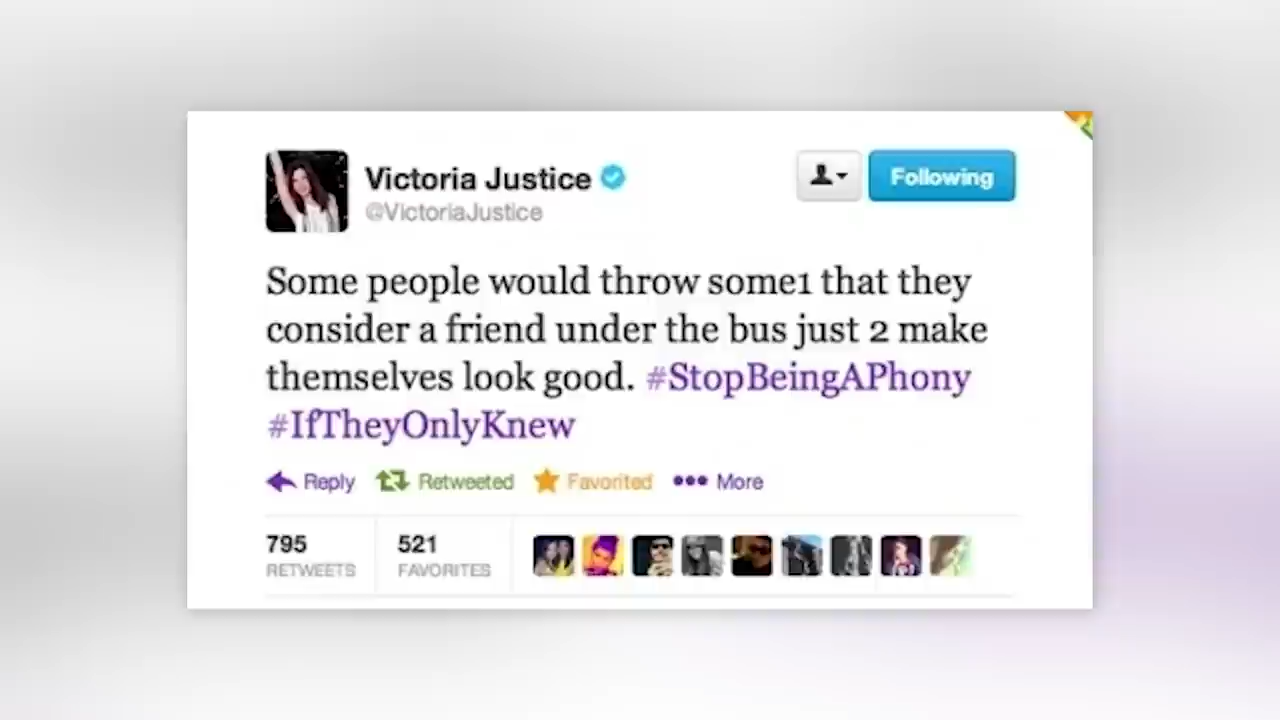 Victoria Justice
@VictoriaJustice
Following
Some people would throw some1 that they
consider a friend under the bus just 2 make
themselves look good. #StopBeingAPhony
#IfTheyOnlyKnew
Reply Retweeted Favorited More
795 521
RETWEETS FAVORITES